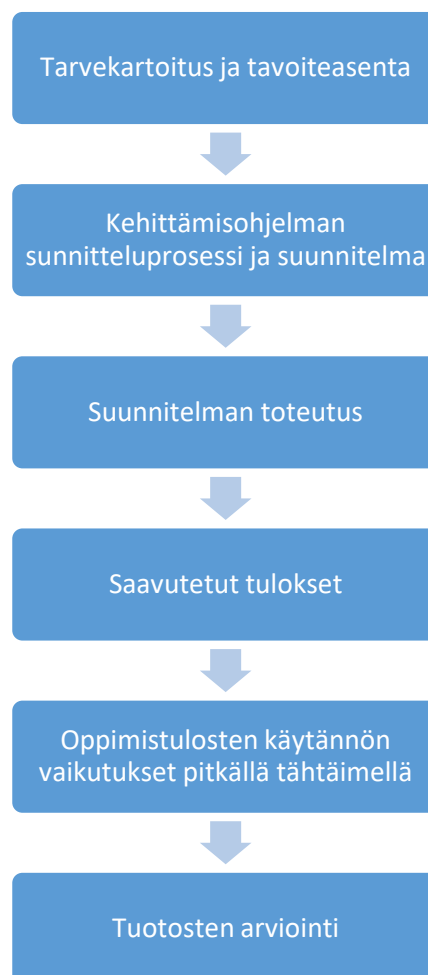 Tarvekartoitus ja tavoiteasenta
Kehittämisohjelman
sunnitteluprosessi ja suunnitelma
Suunnitelman toteutus
Saavutetut tulokset
Oppimistulosten käytännön
vaikutukset pitkällä tähtäimellä
Tuotosten arviointi